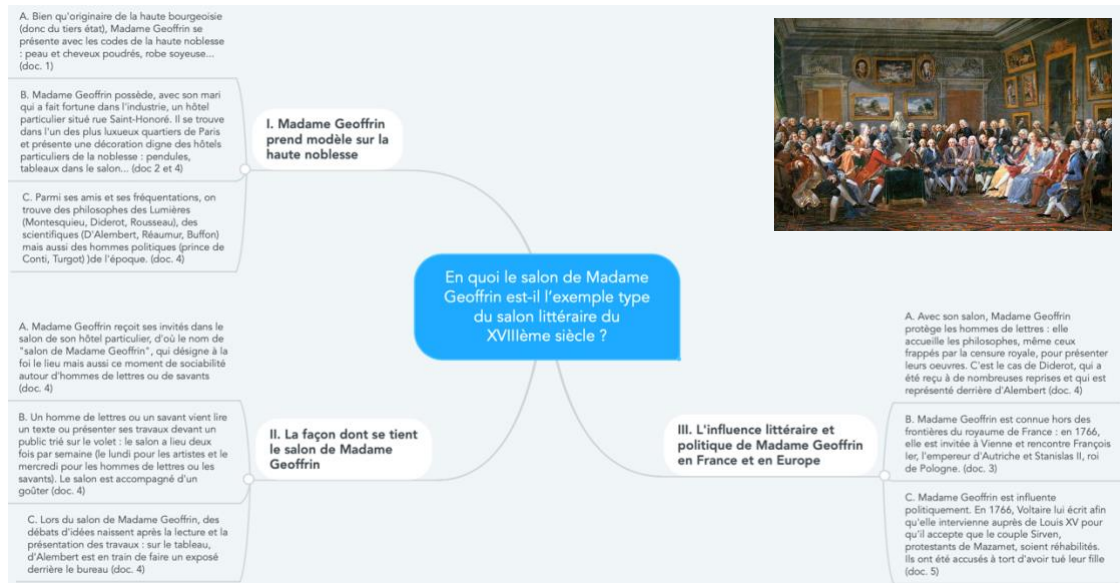 A. Bien qu'originaire de la haute bourgeoisie
(donc du tiers état), Madame Geoffrin se
présente avec les codes de la haute noblesse
: peau et cheveux poudrés, robe soyeuse...
(doc. 1)
B. Madame Geoffrin possède, avec son mari
qui a fait fortune dans l'industrie, un hôtel
particulier situé rue Saint-Honoré. Il se trouve
dans l'un des plus luxueux quartiers de Paris
et présente une décoration digne des hôtels
particuliers de la noblesse : pendules,
tableaux dans le salon... (doc 2 et 4)
C. Parmi ses amis et ses fréquentations, on
trouve des philosophes des Lumières
(Montesquieu, Diderot, Rousseau), des
scientifiques (D'Alembert, Réaumur, Buffon)
mais aussi des hommes politiques (prince de
Conti, Turgot) )de l'époque. (doc. 4)
I. Madame Geoffrin
prend modèle sur la
haute noblesse
En quoi le salon de Madame
Geoffrin est-il l'exemple type
du salon littéraire du
XVIIIème siècle ?
A. Madame Geoffrin reçoit ses invités dans le
salon de son hôtel particulier, d'où le nom de
"salon de Madame Geoffrin", qui désigne à la
foi le lieu mais aussi ce moment de sociabilité
autour d'hommes de lettres ou de savants
(doc. 4)
B. Un homme de lettres ou un savant vient lire
un texte ou présenter ses travaux devant un
public trié sur le volet : le salon a lieu deux
fois par semaine (le lundi pour les artistes et le
mercredi pour les hommes de lettres ou les
savants). Le salon est accompagné d'un
goûter (doc. 4)
C. Lors du salon de Madame Geoffrin, des
débats d'idées naissent après la lecture et la
présentation des travaux : sur le tableau,
d'Alembert est en train de faire un exposé
derrière le bureau (doc. 4)
II. La façon dont se tient
le salon de Madame
Geoffrin
III. L'influence littéraire et
politique de Madame Geoffrin
en France et en Europe
A. Avec son salon, Madame Geoffrin
protège les hommes de lettres : elle
accueille les philosophes, même ceux
frappés par la censure royale, pour présenter
leurs oeuvres. C'est le cas de Diderot, qui a
été reçu à de nombreuses reprises et qui est
représenté derrière d'Alembert (doc. 4)
B. Madame Geoffrin est connue hors des
frontières du royaume de France : en 1766,
elle est invitée à Vienne et rencontre François
Ier, l'empereur d'Autriche et Stanislas II, roi
de Pologne. (doc. 3)
C. Madame Geoffrin est influente
politiquement. En 1766, Voltaire lui écrit afin
qu'elle intervienne auprès de Louis XV pour
qu'il accepte que le couple Sirven,
protestants de Mazamet, soient réhabilités.
Ils ont été accusés à tort d'avoir tué leur fille
(doc. 5)